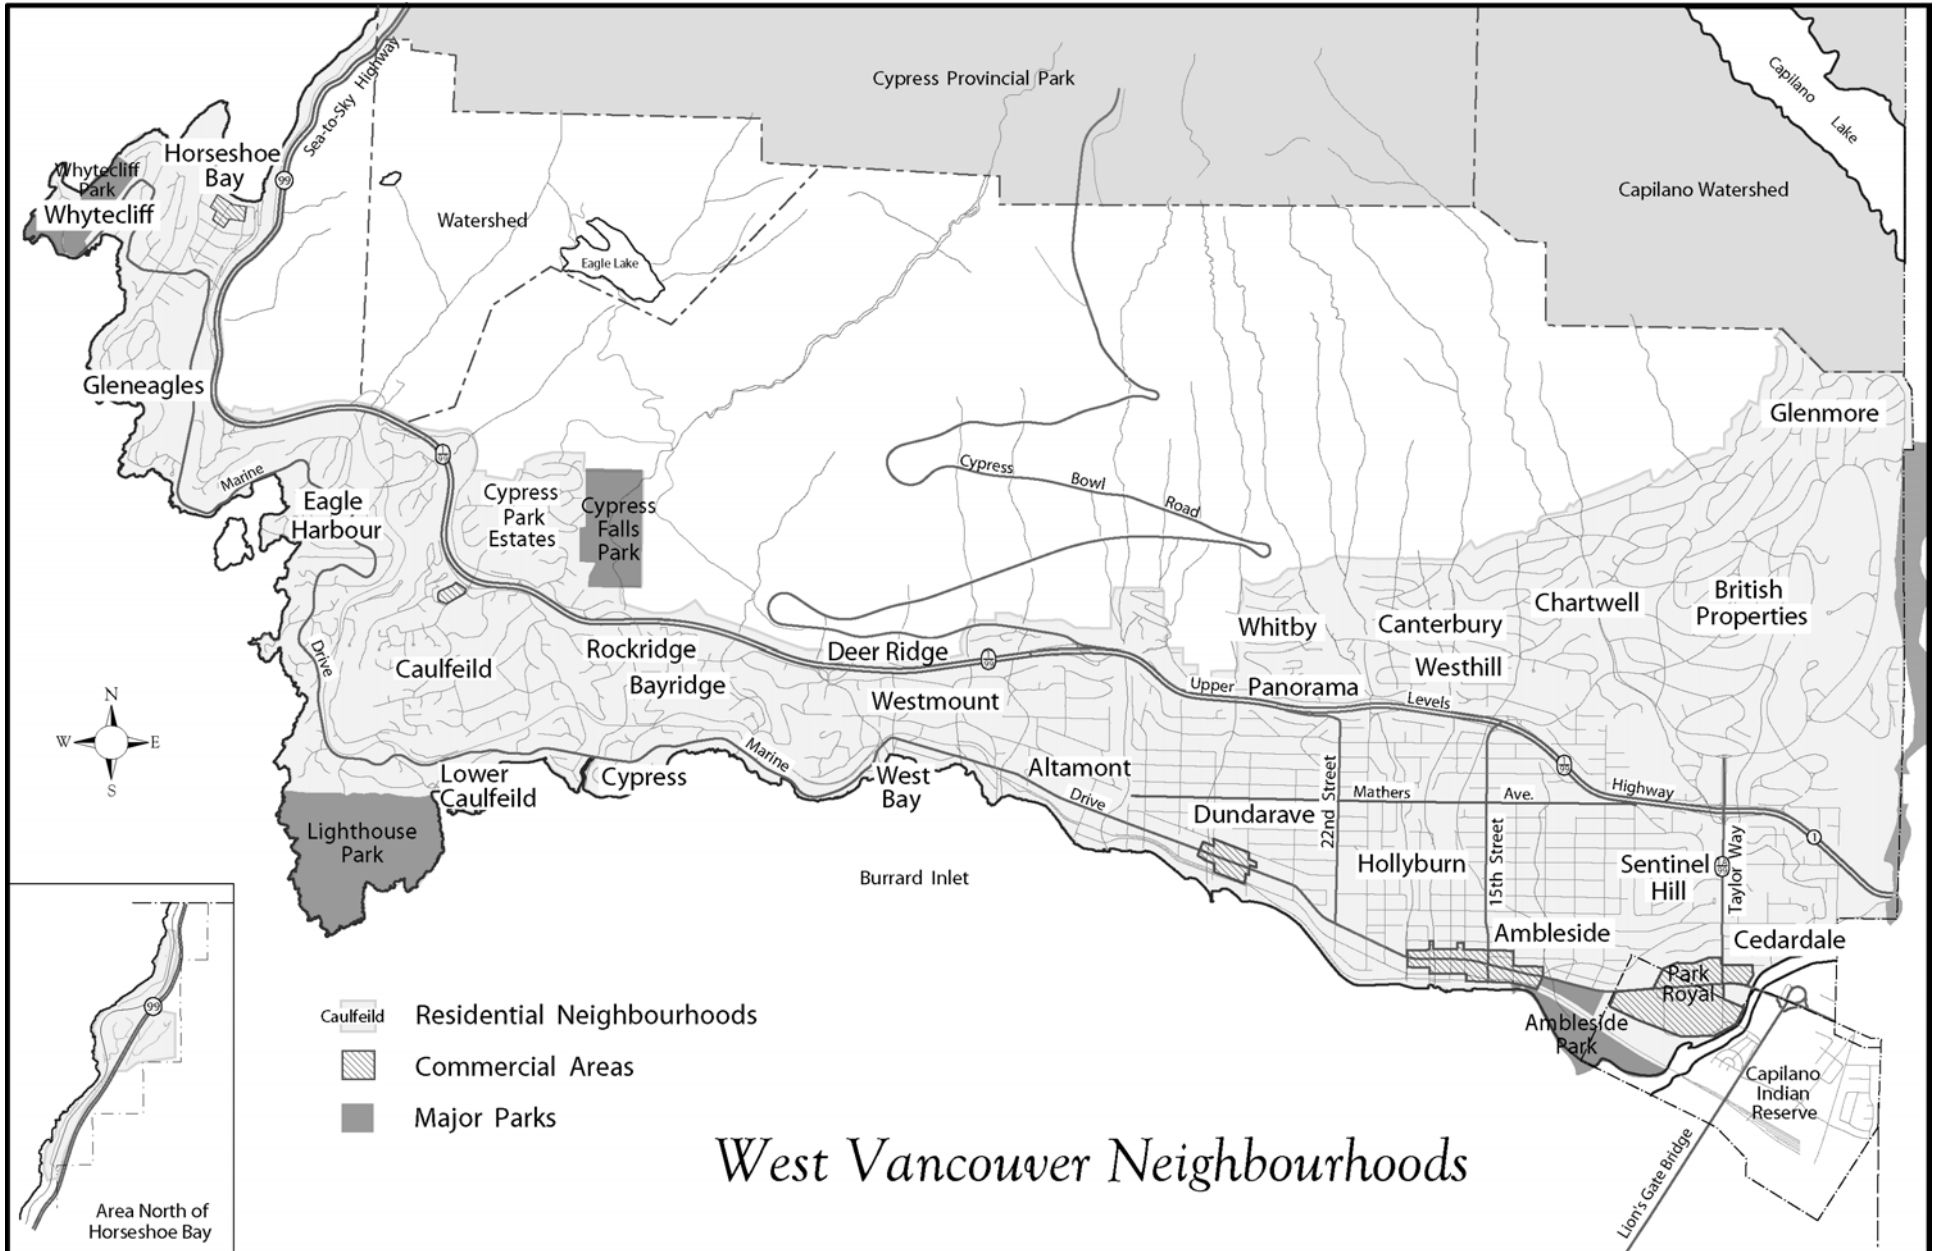 Cypress Provincial Park
Capilano
Lake
Sea-to-Sky Highway
Horseshoe
Bay
99
Whytecliff
Park
Whytecliff
Watershed
Capilano Watershed
Eagle Lake
Gleneagles
Glenmore
Marine
Eagle
Harbour
Cypress
Park
Estates
Cypress
Falls
Park
Cypress Bowl Road
British
Properties
Chartwell
Whitby
Canterbury
Westhill
Drive
Caulfeild
Rockridge
Bayridge
Deer Ridge
Westmount
Upper
Panorama
Levels
N
W
E
S
Marine
Lower
Caulfeild
Cypress
West
Bay
Altamont
Drive
Dundarave
22nd Street
Mathers
Ave.
Highway
1
Hollyburn
15th Street
Sentinel
Hill
Taylor Way
Lighthouse
Park
Burrard Inlet
Ambleside
Cedardale
Park
Royal
Ambleside
Park
Capilano
Indian
Reserve
Lion's Gate Bridge
99
Area North of
Horseshoe Bay
Caulfeild
Residential Neighbourhoods
Commercial Areas
Major Parks
West Vancouver Neighbourhoods